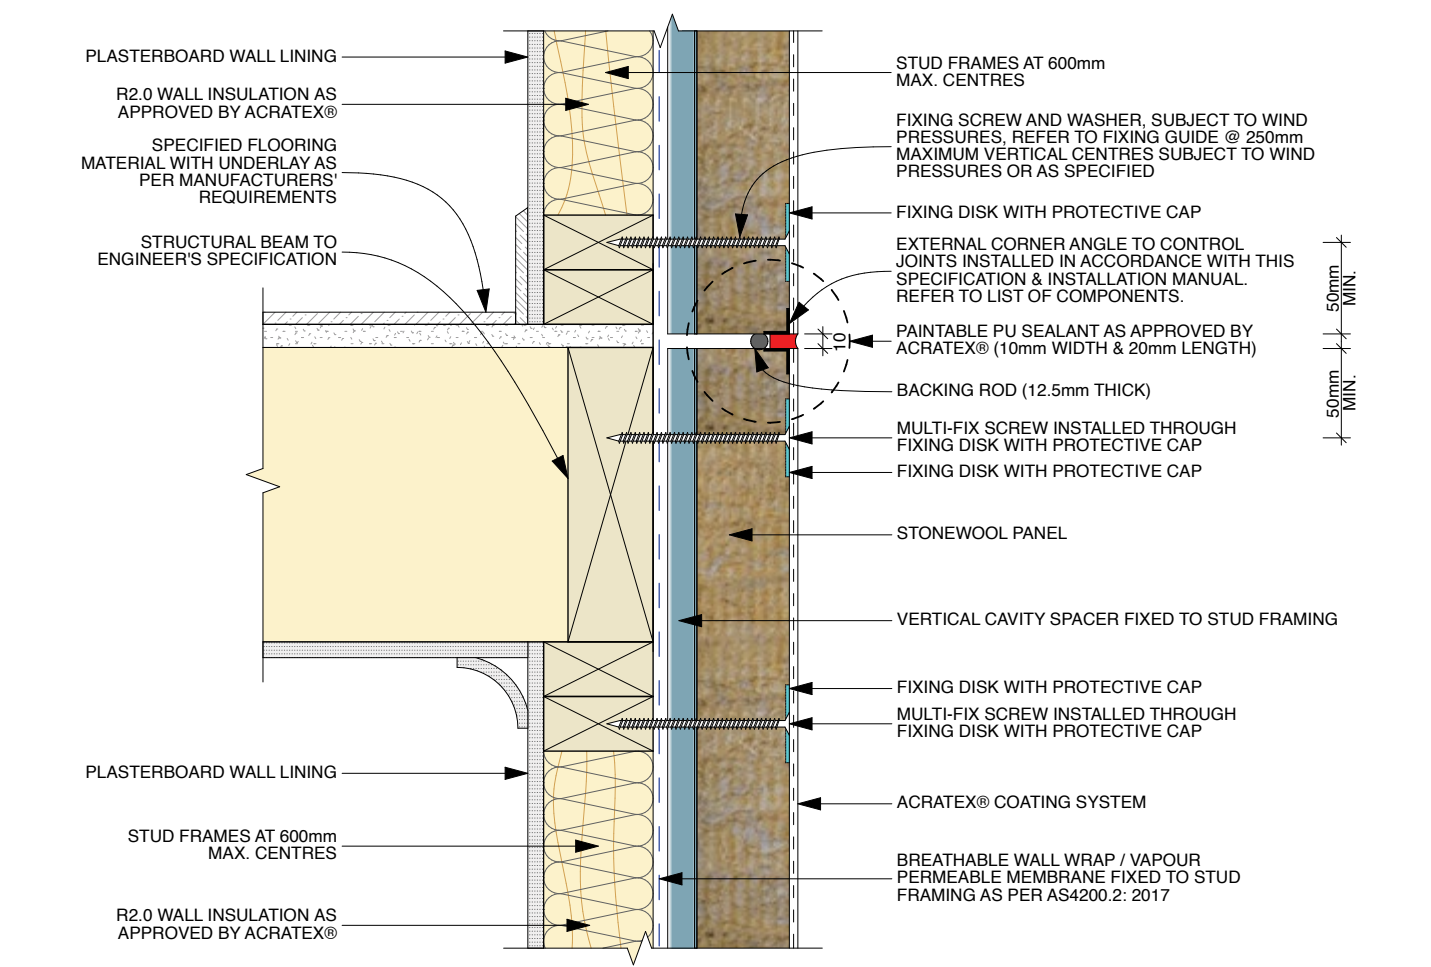 PLASTERBOARD WALL LINING
R2.0 WALL INSULATION AS
APPROVED BY ACRATEX®
SPECIFIED FLOORING
MATERIAL WITH UNDERLAY AS
PER MANUFACTURERS'
REQUIREMENTS
STRUCTURAL BEAM TO
ENGINEER'S SPECIFICATION
PLASTERBOARD WALL LINING
STUD FRAMES AT 600mm
MAX. CENTRES
R2.0 WALL INSULATION AS
APPROVED BY ACRATEX®
STUD FRAMES AT 600mm
MAX. CENTRES
FIXING SCREW AND WASHER, SUBJECT TO WIND
PRESSURES, REFER TO FIXING GUIDE @ 250mm
MAXIMUM VERTICAL CENTRES SUBJECT TO WIND
PRESSURES OR AS SPECIFIED
FIXING DISK WITH PROTECTIVE CAP
EXTERNAL CORNER ANGLE TO CONTROL
JOINTS INSTALLED IN ACCORDANCE WITH THIS
SPECIFICATION & INSTALLATION MANUAL.
REFER TO LIST OF COMPONENTS.
10
PAINTABLE PU SEALANT AS APPROVED BY
ACRATEX® (10mm WIDTH & 20mm LENGTH)
BACKING ROD (12.5mm THICK)
MULTI-FIX SCREW INSTALLED THROUGH
FIXING DISK WITH PROTECTIVE CAP
FIXING DISK WITH PROTECTIVE CAP
STONEWOOL PANEL
VERTICAL CAVITY SPACER FIXED TO STUD FRAMING
FIXING DISK WITH PROTECTIVE CAP
MULTI-FIX SCREW INSTALLED THROUGH
FIXING DISK WITH PROTECTIVE CAP
ACRATEX® COATING SYSTEM
BREATHABLE WALL WRAP / VAPOUR
PERMEABLE MEMBRANE FIXED TO STUD
FRAMING AS PER AS4200.2: 2017
50mm
MIN.
50mm
MIN.